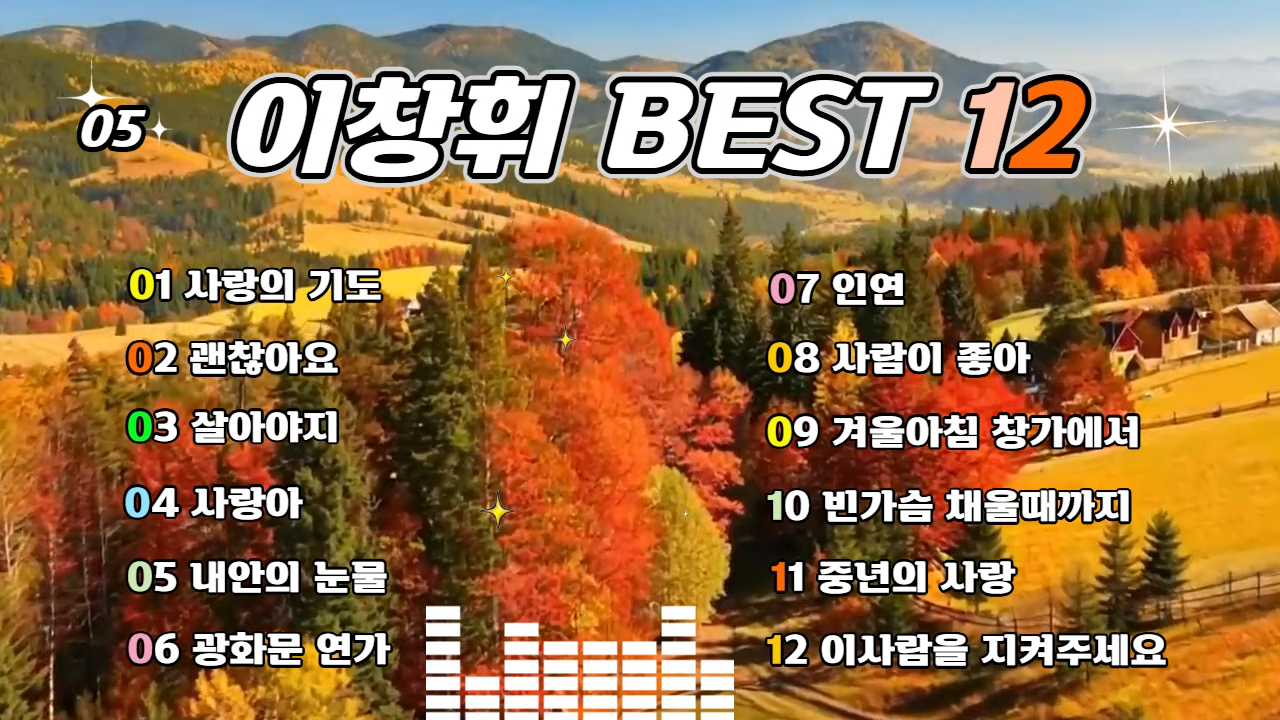 05
이창휘 BEST 12
01 사랑의 기도
02 괜찮아요
03 살아야지
04 사랑아
05 내안의 눈물
06 광화문 연가
07 인연
08 사람이 좋아
09 겨울아침 창가에서
10 빈가슴 채울때까지
11 중년의 사랑
12 이사람을 지켜주세요